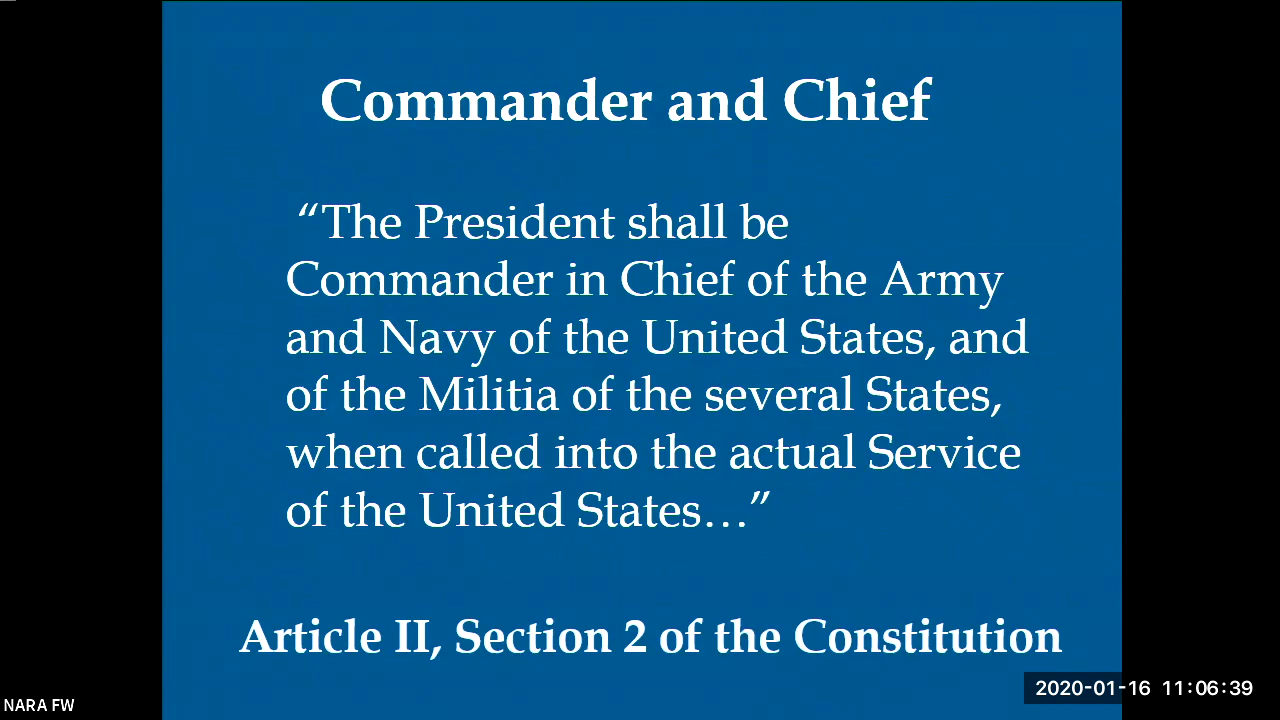 Commander and Chief
“The President shall be
Commander in Chief of the Army
and Navy of the United States, and
of the Militia of the several States,
when called into the actual Service
of the United States…”
Article II, Section 2 of the Constitution
2020-01-16 11:06:39
NARA FW